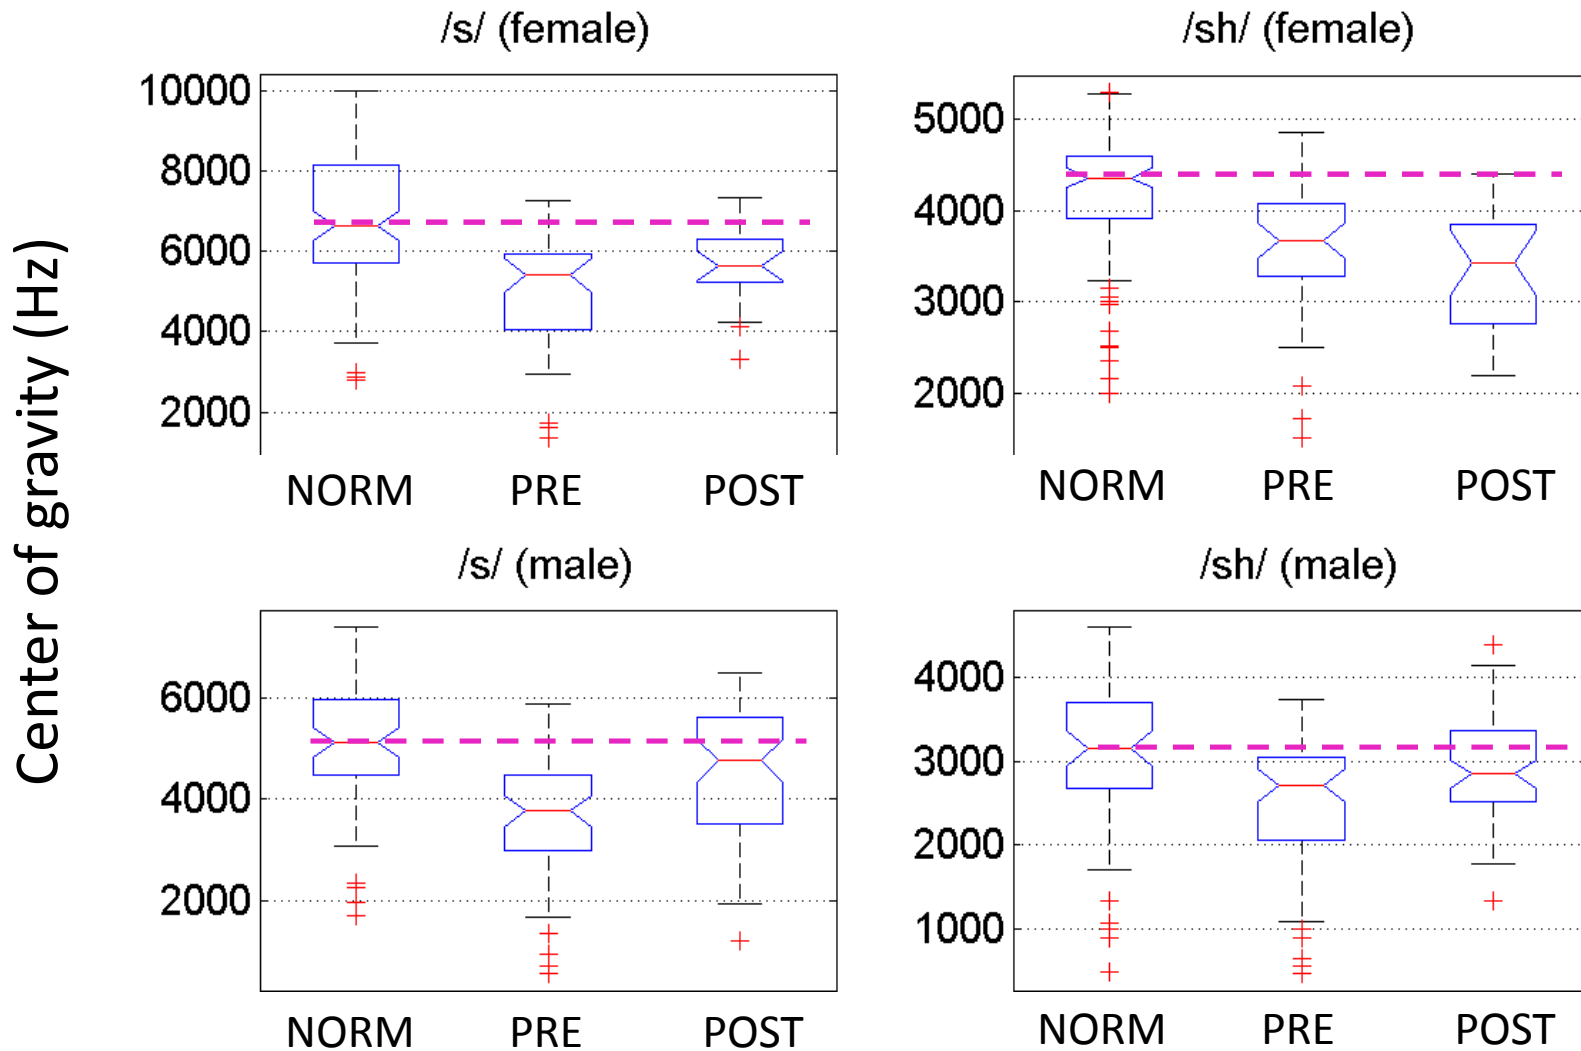 Center of gravity (Hz)
/s/ (female)
10000
8000
6000
4000
2000
NORM PRE POST
/sh/ (female)
5000
4000
3000
2000
NORM PRE POST
/s/ (male)
6000
4000
2000
NORM PRE POST
/sh/ (male)
4000
3000
2000
1000
NORM PRE POST